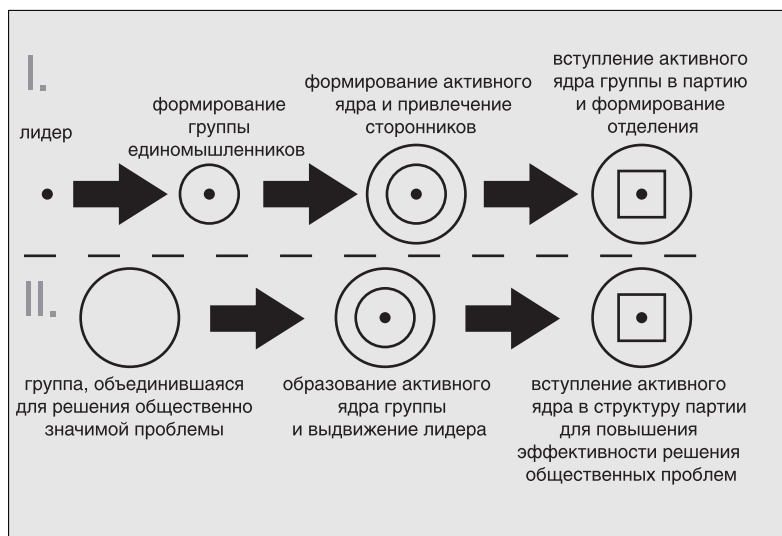 I.
лидер
формирование
группы
единомышленников
формирование активного
ядра и привлечение
сторонников
вступление активного
ядра группы в партию
и формирование
отделения
II.
группа, объединившаяся
для решения общественно
значимой проблемы
образование активного
ядра группы
и выдвижение лидера
вступление активного
ядра в структуру партии
для повышения
эффективности решения
общественных проблем